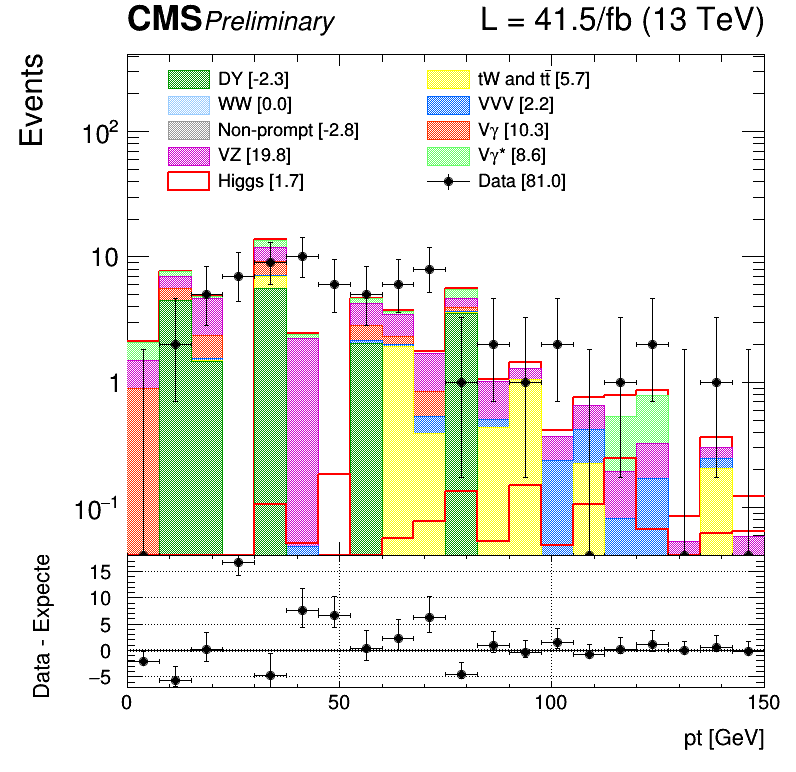 CMS Preliminary L = 41.5/fb (13 TeV)
Events
DY [-2.3]
WW [0.0]
Non-prompt [-2.8]
VZ [19.8]
Higgs [1.7]
tW and tt̄ [5.7]
VVV [2.2]
Vγ [10.3]
Vγ* [8.6]
Data [81.0]
10²
10
1
10⁻¹
Data - Expecte
15
10
5
0
−5
0 50 100 150
pt [GeV]